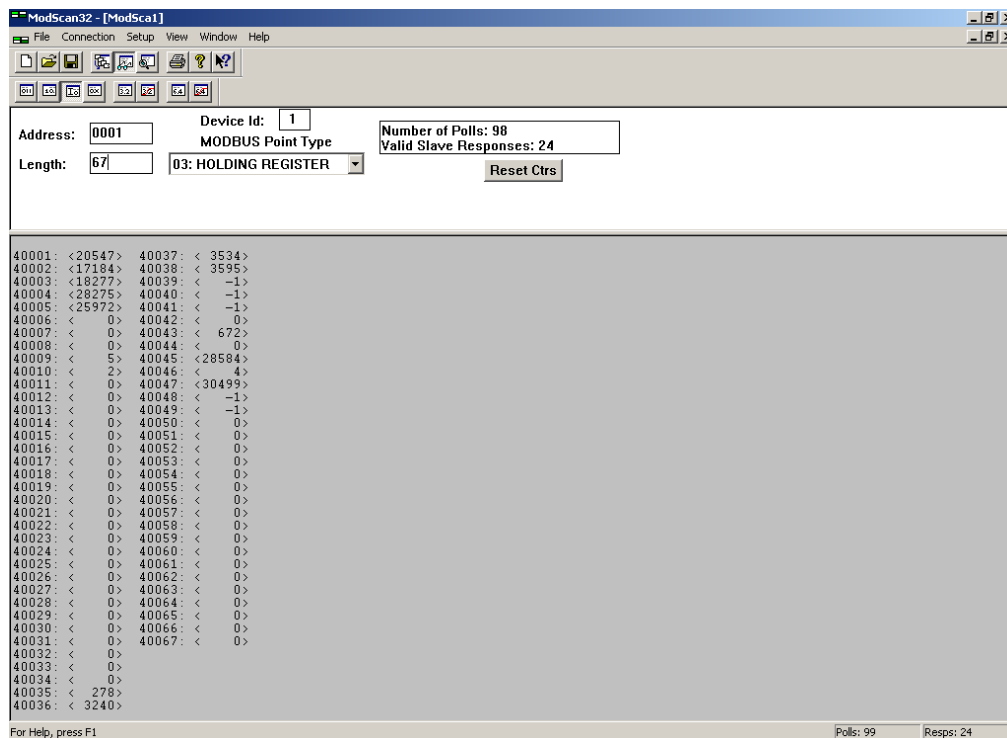 ModScan32 - [ModSca1]
File Connection Setup View Window Help
Address: 0001
Device Id: 1
MODBUS Point Type
Length: 67
03: HOLDING REGISTER
Number of Polls: 98
Valid Slave Responses: 24
Reset Ctrs
40001: <20547> 40037: < 3534>
40002: <17184> 40038: < 3595>
40003: <18277> 40039: < -1>
40004: <28275> 40040: < -1>
40005: <25972> 40041: < -1>
40006: < 0> 40042: < 0>
40007: < 0> 40043: < 672>
40008: < 0> 40044: < 0>
40009: < 5> 40045: <28584>
40010: < 2> 40046: < 4>
40011: < 0> 40047: <30499>
40012: < 0> 40048: < -1>
40013: < 0> 40049: < -1>
40014: < 0> 40050: < 0>
40015: < 0> 40051: < 0>
40016: < 0> 40052: < 0>
40017: < 0> 40053: < 0>
40018: < 0> 40054: < 0>
40019: < 0> 40055: < 0>
40020: < 0> 40056: < 0>
40021: < 0> 40057: < 0>
40022: < 0> 40058: < 0>
40023: < 0> 40059: < 0>
40024: < 0> 40060: < 0>
40025: < 0> 40061: < 0>
40026: < 0> 40062: < 0>
40027: < 0> 40063: < 0>
40028: < 0> 40064: < 0>
40029: < 0> 40065: < 0>
40030: < 0> 40066: < 0>
40031: < 0> 40067: < 0>
40032: < 0>
40033: < 0>
40034: < 0>
40035: < 278>
40036: < 3240>
For Help, press F1
Polls: 99
Resps: 24